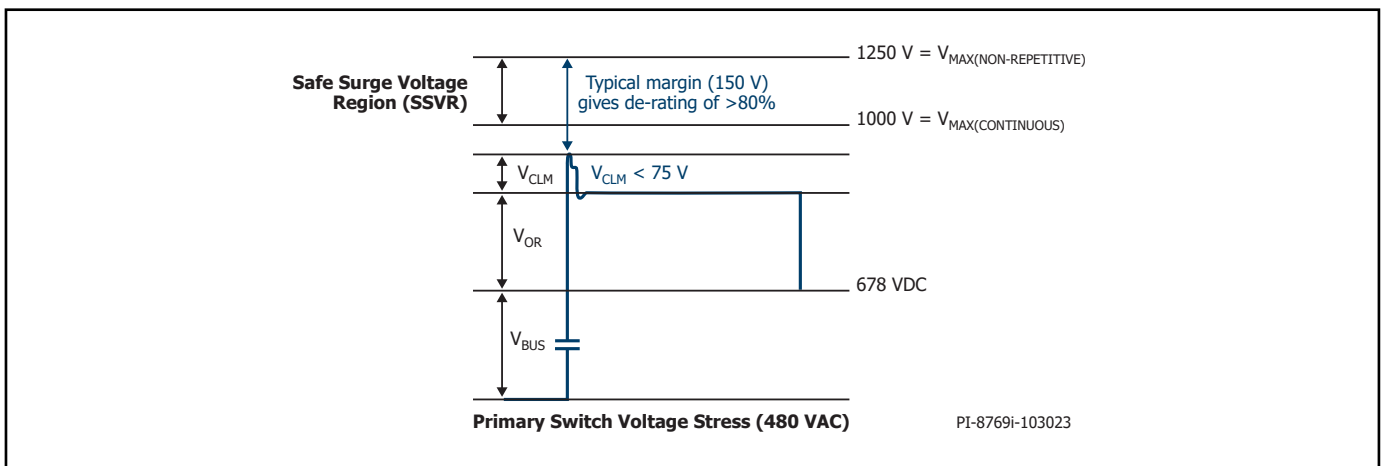 1250 V = VMAX(NON-REPETITIVE)
Safe Surge Voltage
Region (SSVR)
Typical margin (150 V)
gives de-rating of >80%
1000 V = VMAX(CONTINUOUS)
VCLM
VCLM < 75 V
VOR
678 VDC
VBUS
Primary Switch Voltage Stress (480 VAC)
PI-8769i-103023